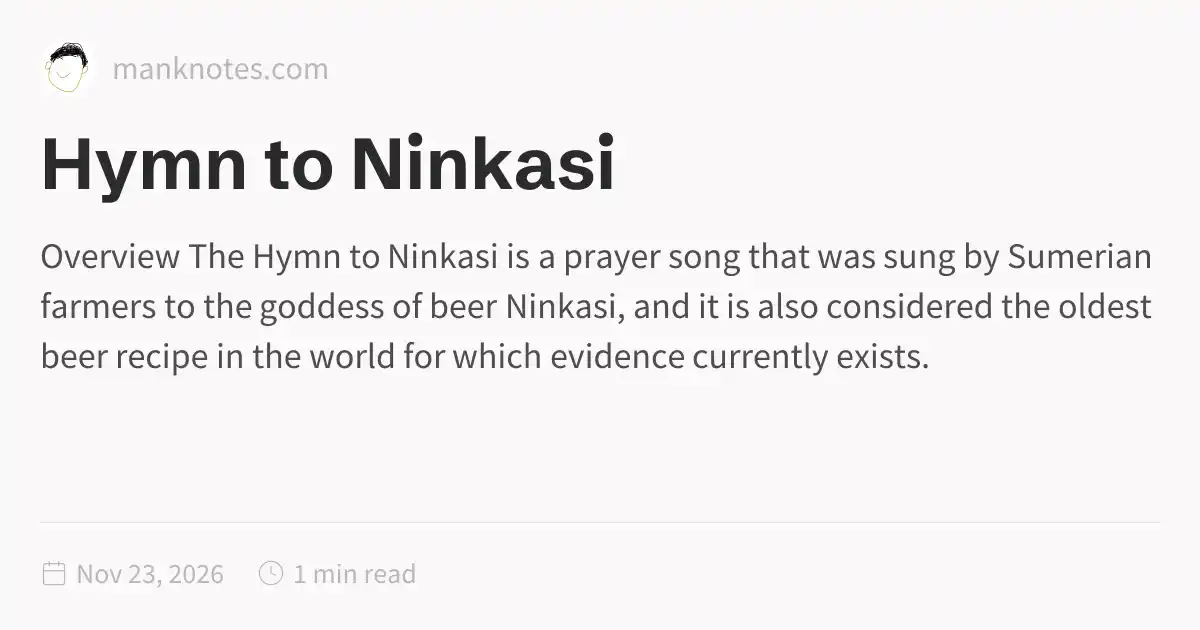 manknotes.com
Hymn to Ninkasi
Overview The Hymn to Ninkasi is a prayer song that was sung by Sumerian
farmers to the goddess of beer Ninkasi, and it is also considered the oldest
beer recipe in the world for which evidence currently exists.
Nov 23, 2026 1 min read